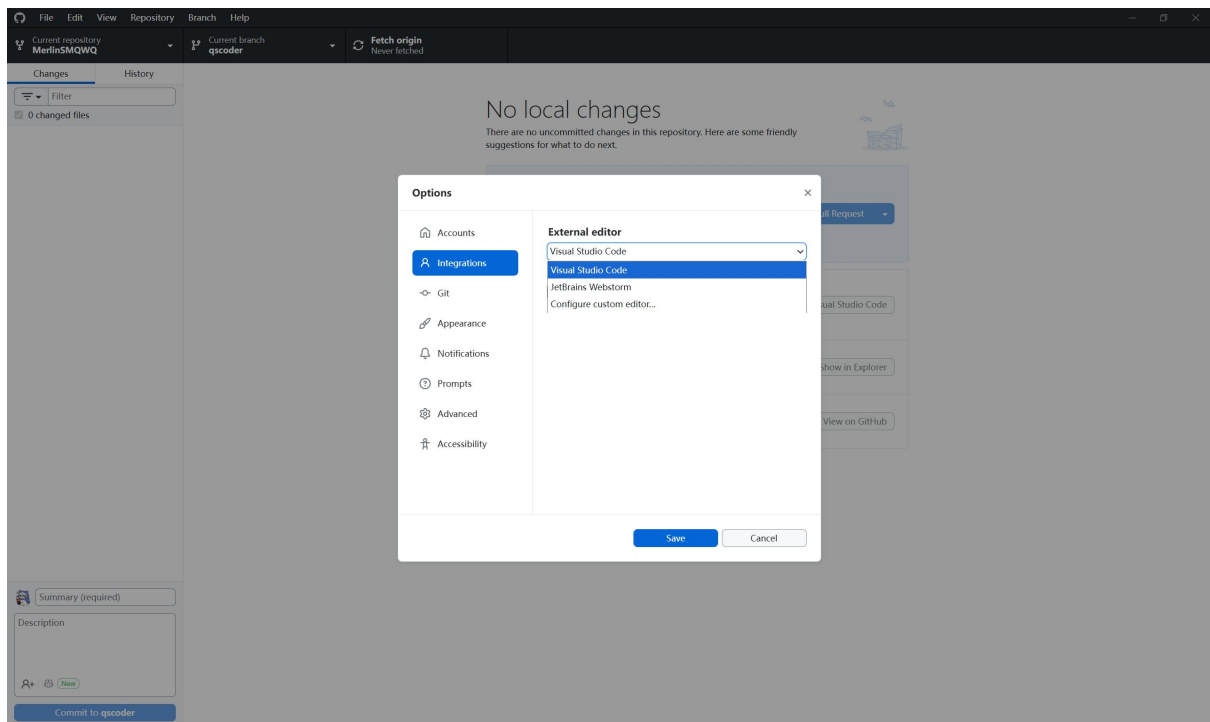 File Edit View Repository Branch Help
Current repository
MerlinSMQWQ
Current branch
qscoder
Fetch origin
Never fetched
Changes History
Filter
0 changed files
No local changes
There are no uncommitted changes in this repository. Here are some friendly
suggestions for what to do next.
Options
Accounts
Integrations
Git
Appearance
Notifications
Prompts
Advanced
Accessibility
External editor
Visual Studio Code
Visual Studio Code
JetBrains Webstorm
Configure custom editor...
Save Cancel
Request
Studio Code
Show in Explorer
View on GitHub
Summary (required)
Description
New
Commit to qscoder